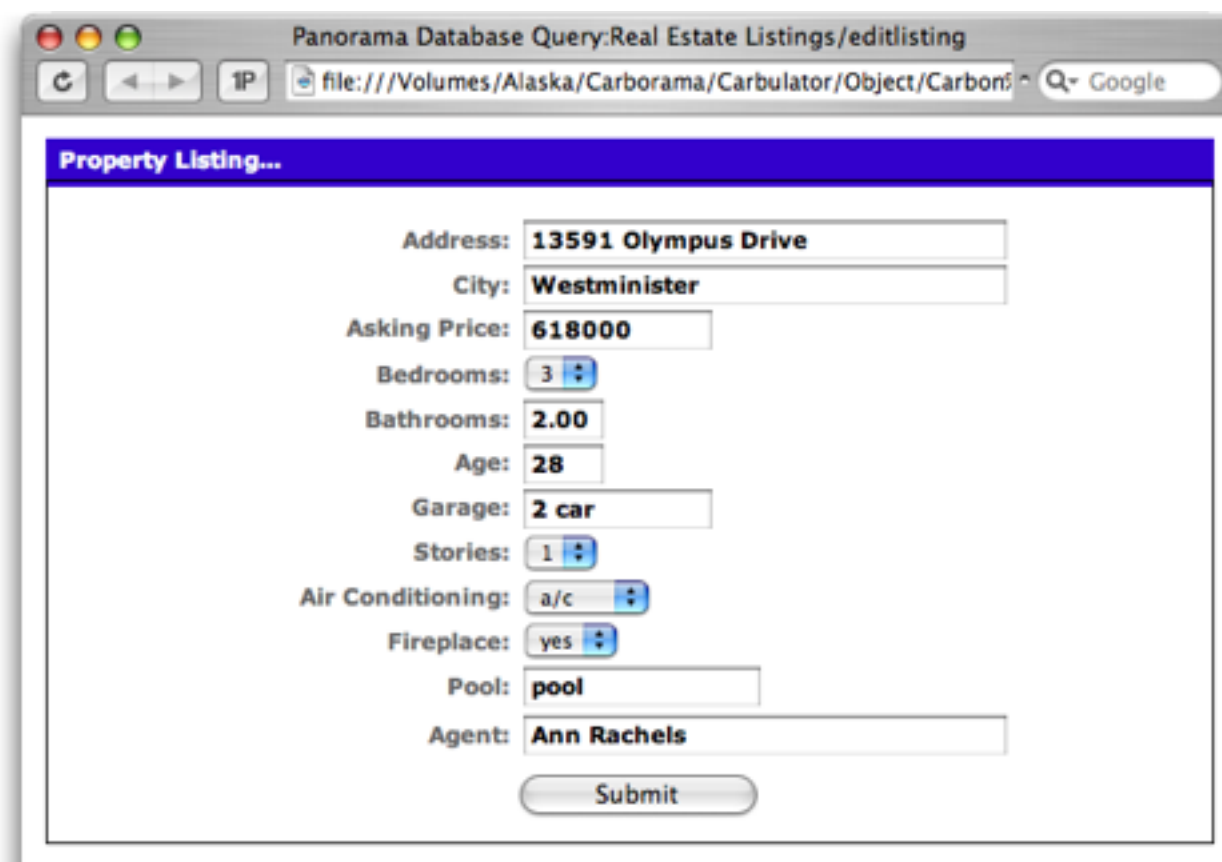 Panorama Database Query:Real Estate Listings/editlisting
1P file:///Volumes/Alaska/Carborama/Carbulator/Object/Carbon Google
Property Listing...
Address: 13591 Olympus Drive
City: Westminister
Asking Price: 618000
Bedrooms: 3
Bathrooms: 2.00
Age: 28
Garage: 2 car
Stories: 1
Air Conditioning: a/c
Fireplace: yes
Pool: pool
Agent: Ann Rachels
Submit